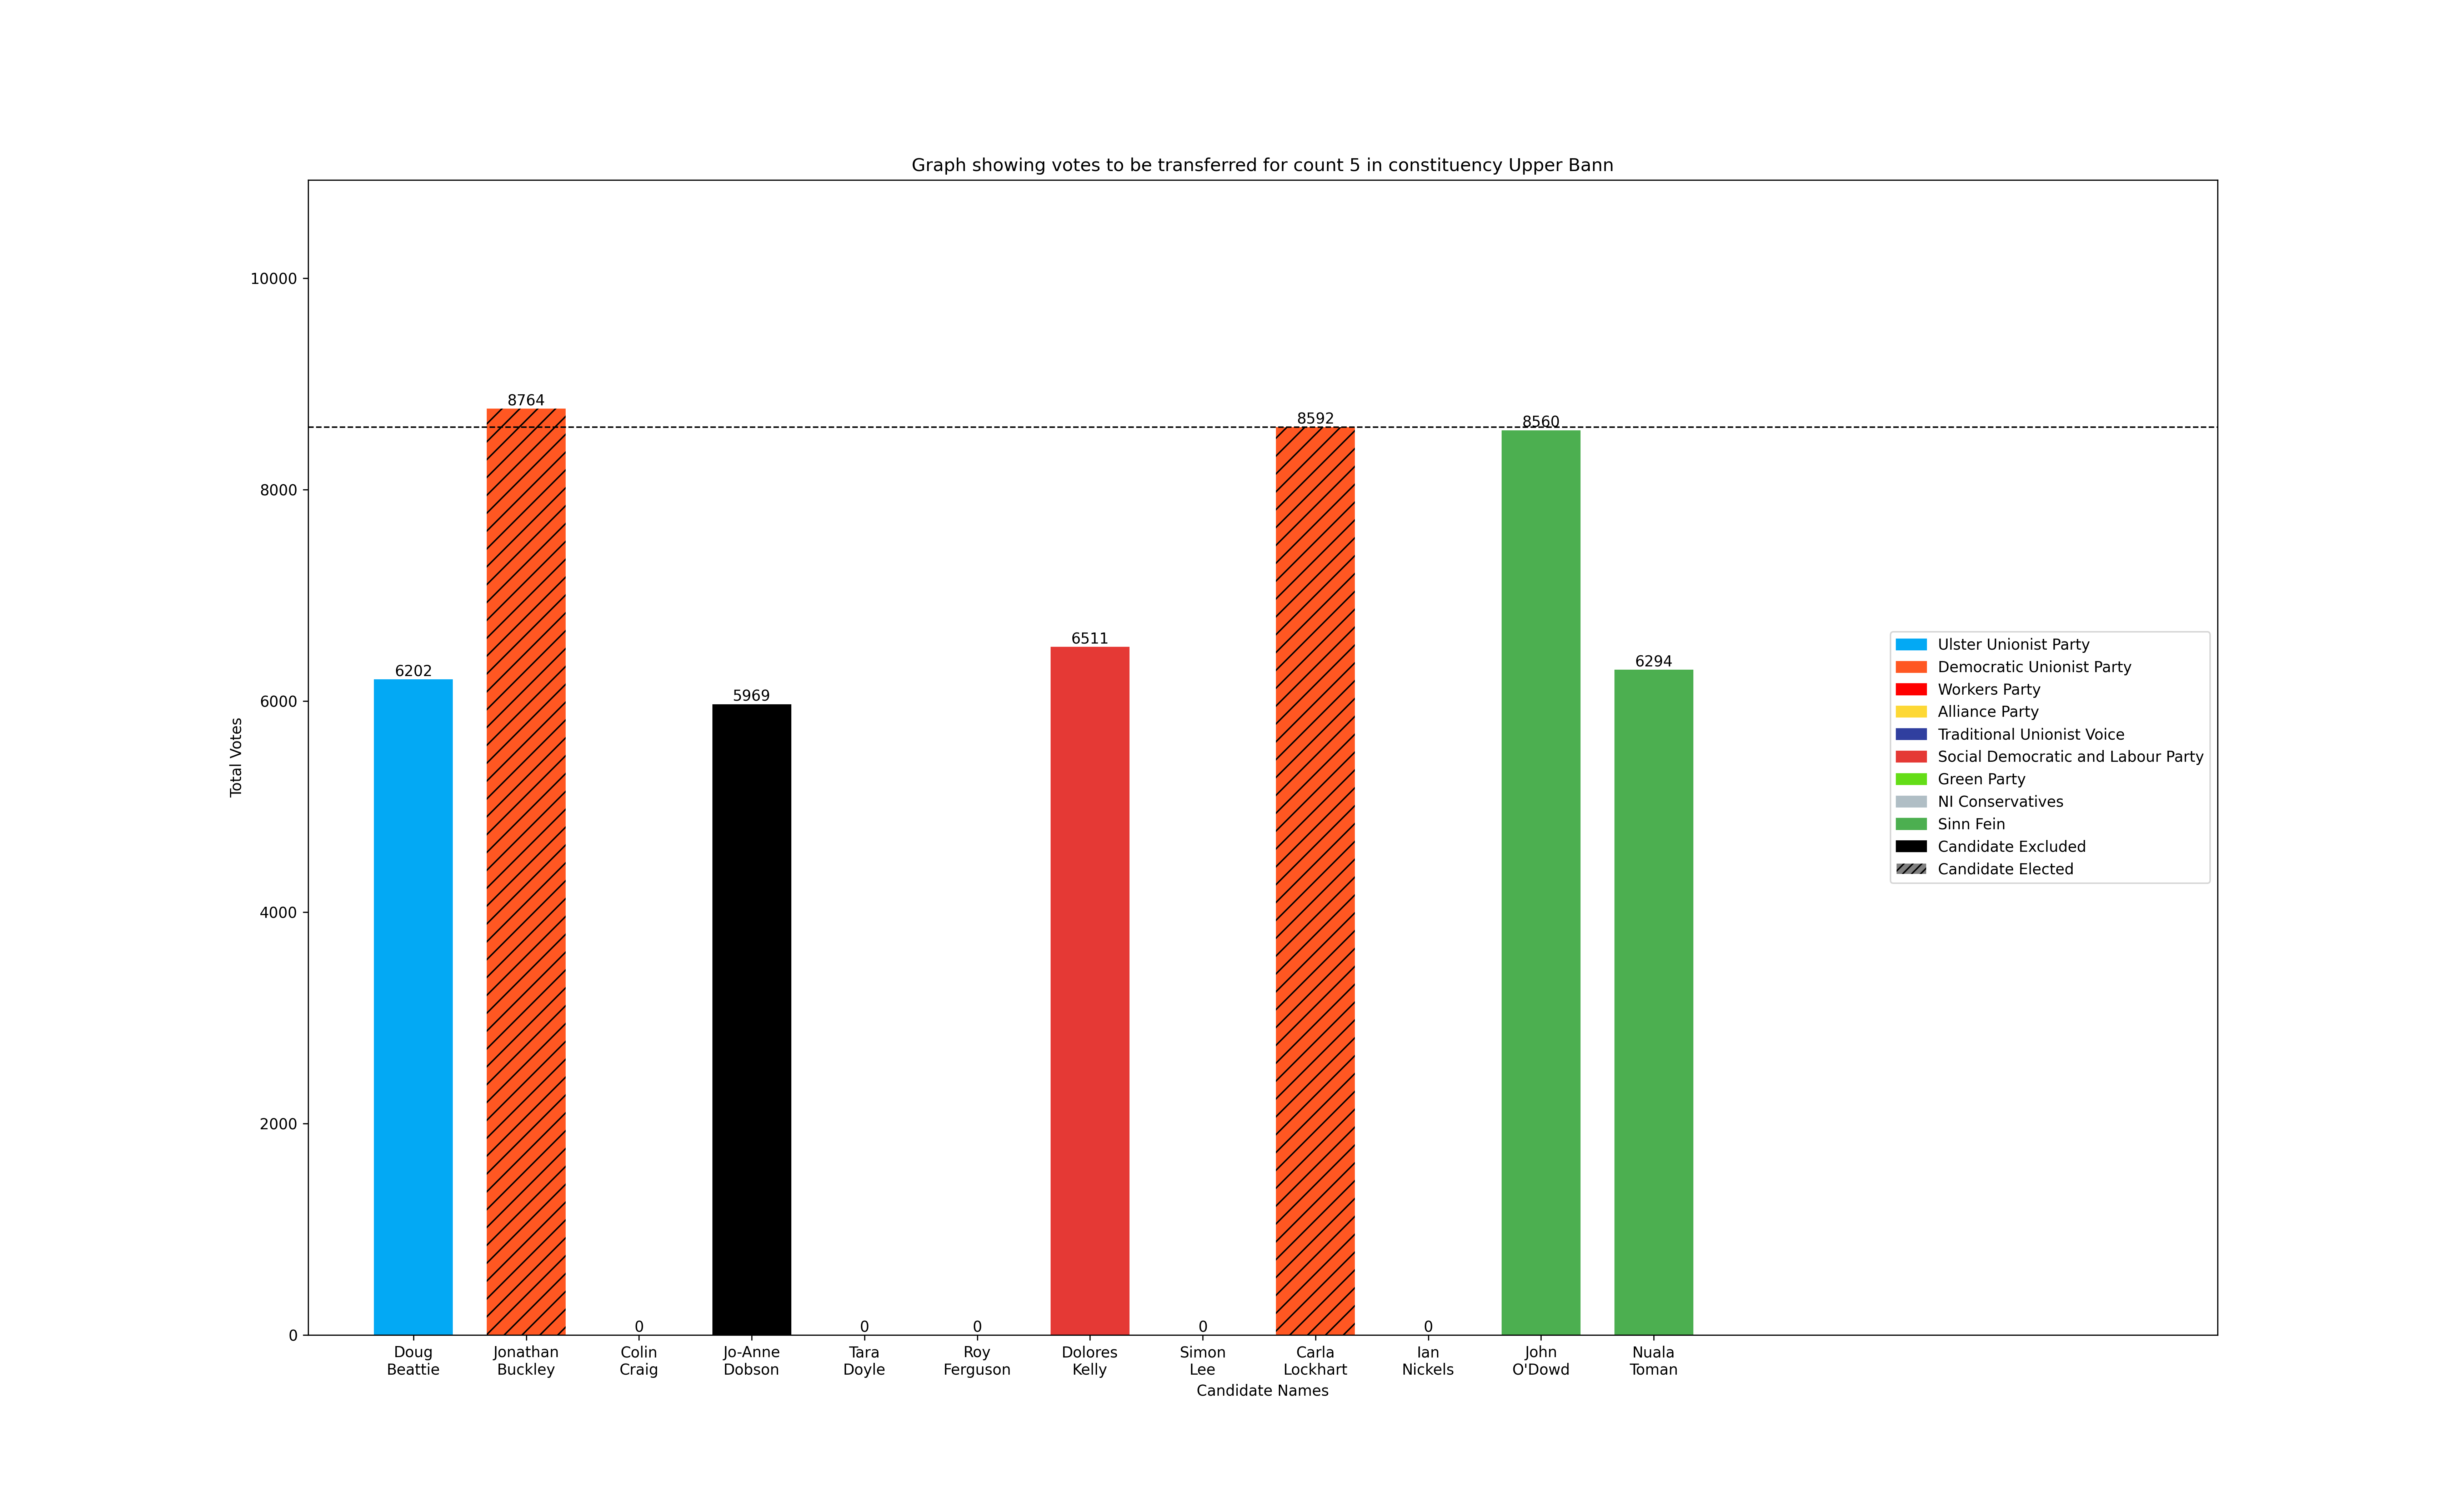 Graph showing votes to be transferred for count 5 in constituency Upper Bann
Total Votes
10000
8000
6000
4000
2000
0
6202
8764
0
5969
0
0
6511
0
8592
0
8560
6294
Doug
Beattie
Jonathan
Buckley
Colin
Craig
Jo-Anne
Dobson
Tara
Doyle
Roy
Ferguson
Dolores
Kelly
Simon
Lee
Carla
Lockhart
Ian
Nickels
John
O'Dowd
Nuala
Toman
Candidate Names
Ulster Unionist Party
Democratic Unionist Party
Workers Party
Alliance Party
Traditional Unionist Voice
Social Democratic and Labour Party
Green Party
NI Conservatives
Sinn Fein
Candidate Excluded
Candidate Elected